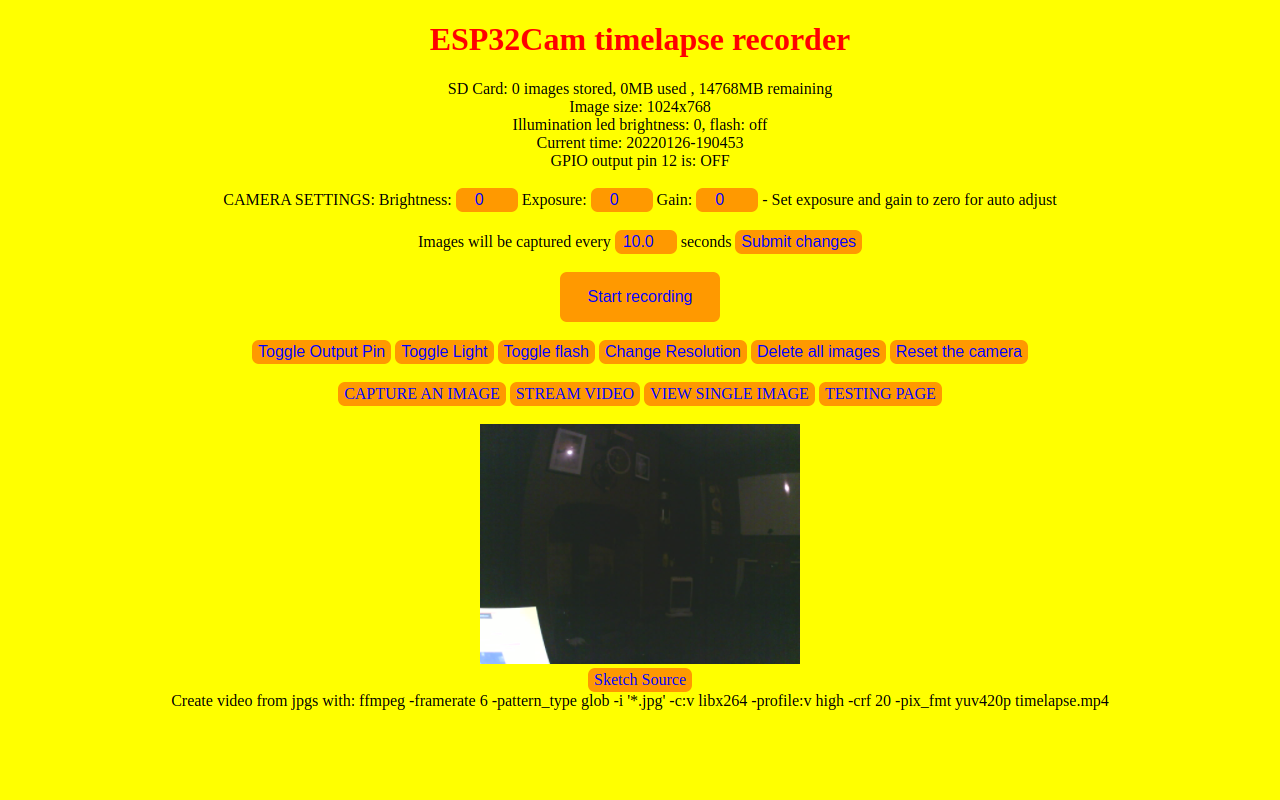 ESP32Cam timelapse recorder
SD Card: 0 images stored, 0MB used , 14768MB remaining
Image size: 1024x768
Illumination led brightness: 0, flash: off
Current time: 20220126-190453
GPIO output pin 12 is: OFF
CAMERA SETTINGS: Brightness: 0 Exposure: 0 Gain: 0 - Set exposure and gain to zero for auto adjust
Images will be captured every 10.0 seconds Submit changes
Start recording
Toggle Output Pin Toggle Light Toggle flash Change Resolution Delete all images Reset the camera
CAPTURE AN IMAGE STREAM VIDEO VIEW SINGLE IMAGE TESTING PAGE
Sketch Source
Create video from jpgs with: ffmpeg -framerate 6 -pattern_type glob -i '*.jpg' -c:v libx264 -profile:v high -crf 20 -pix_fmt yuv420p timelapse.mp4